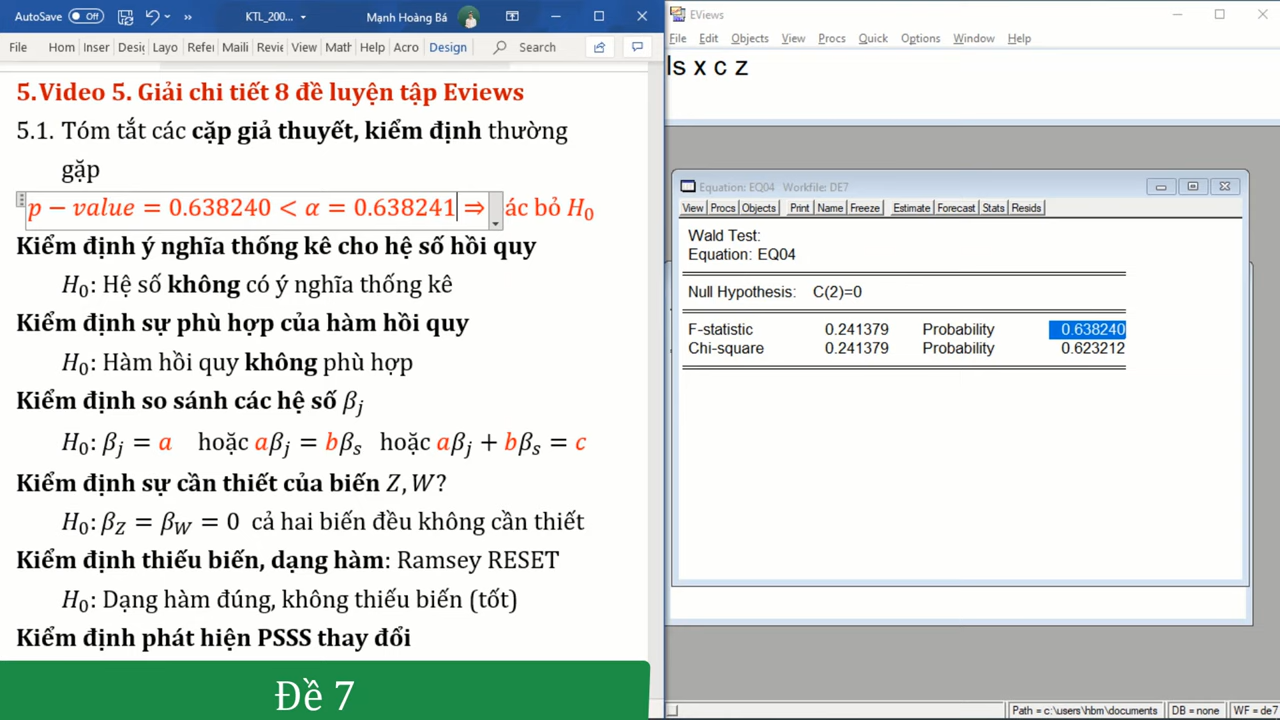 AutoSave Off KTL_200... Mạnh Hoàng Bá
File Hom Inser Desig Layo Refei Maili Revie View Math Help Acro Design Search
5.Video 5. Giải chi tiết 8 đề luyện tập Eviews
5.1. Tóm tắt các cặp giả thuyết, kiểm định thường
gặp
p − value = 0.638240 < α = 0.638241 ⇒ ác bỏ H₀
Kiểm định ý nghĩa thống kê cho hệ số hồi quy
H₀: Hệ số không có ý nghĩa thống kê
Kiểm định sự phù hợp của hàm hồi quy
H₀: Hàm hồi quy không phù hợp
Kiểm định so sánh các hệ số βⱼ
H₀: βⱼ = a hoặc aβⱼ = bβₛ hoặc aβⱼ + bβₛ = c
Kiểm định sự cần thiết của biến Z, W?
H₀: β_Z = β_W = 0 cả hai biến đều không cần thiết
Kiểm định thiếu biến, dạng hàm: Ramsey RESET
H₀: Dạng hàm đúng, không thiếu biến (tốt)
Kiểm định phát hiện PSSS thay đổi
Đề 7
EViews
File Edit Objects View Procs Quick Options Window Help
ls x c z
Equation: EQ04 Workfile: DE7
View Procs Objects Print Name Freeze Estimate Forecast Stats Resids
Wald Test:
Equation: EQ04
Null Hypothesis: C(2)=0
F-statistic 0.241379 Probability 0.638240
Chi-square 0.241379 Probability 0.623212
Path = c:\users\hbm\documents DB = none WF = de7